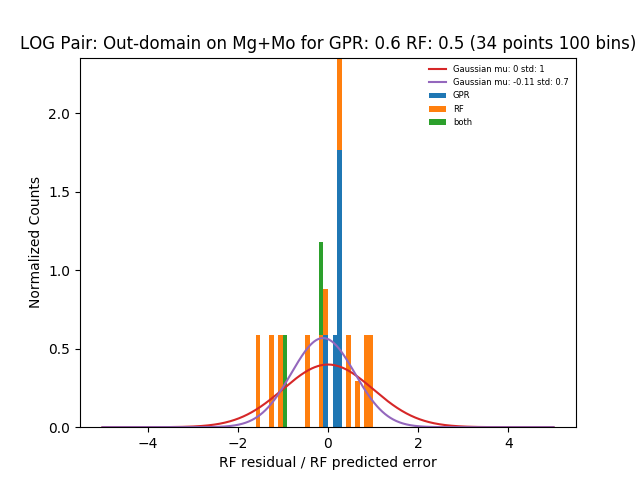 LOG Pair: Out-domain on Mg+Mo for GPR: 0.6 RF: 0.5 (34 points 100 bins)
Gaussian mu: 0 std: 1
Gaussian mu: -0.11 std: 0.7
GPR
RF
both
Normalized Counts
2.0
1.5
1.0
0.5
0.0
−4 −2 0 2 4
RF residual / RF predicted error